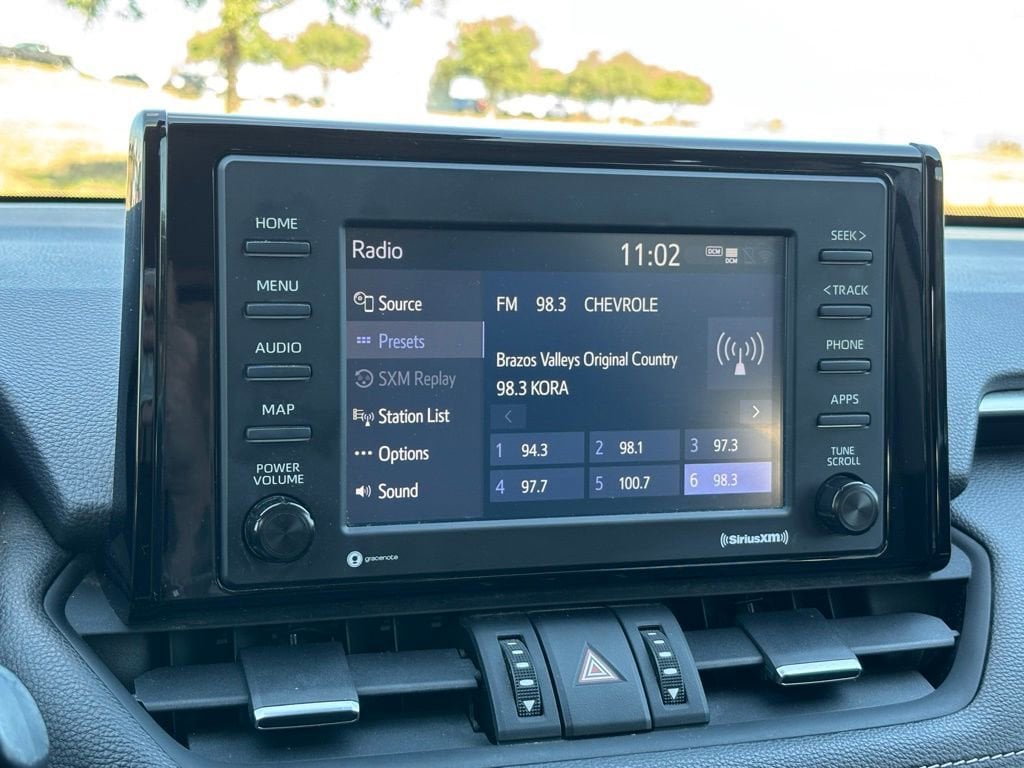 HOME
MENU
AUDIO
MAP
POWER
VOLUME
Radio
11:02
DCM
DCM
Source
Presets
SXM Replay
Station List
Options
Sound
FM 98.3 CHEVROLE
Brazos Valleys Original Country
98.3 KORA
<
>
1 94.3
2 98.1
3 97.3
4 97.7
5 100.7
6 98.3
SEEK >
< TRACK
PHONE
APPS
TUNE
SCROLL
gracenote
((SiriusXM))